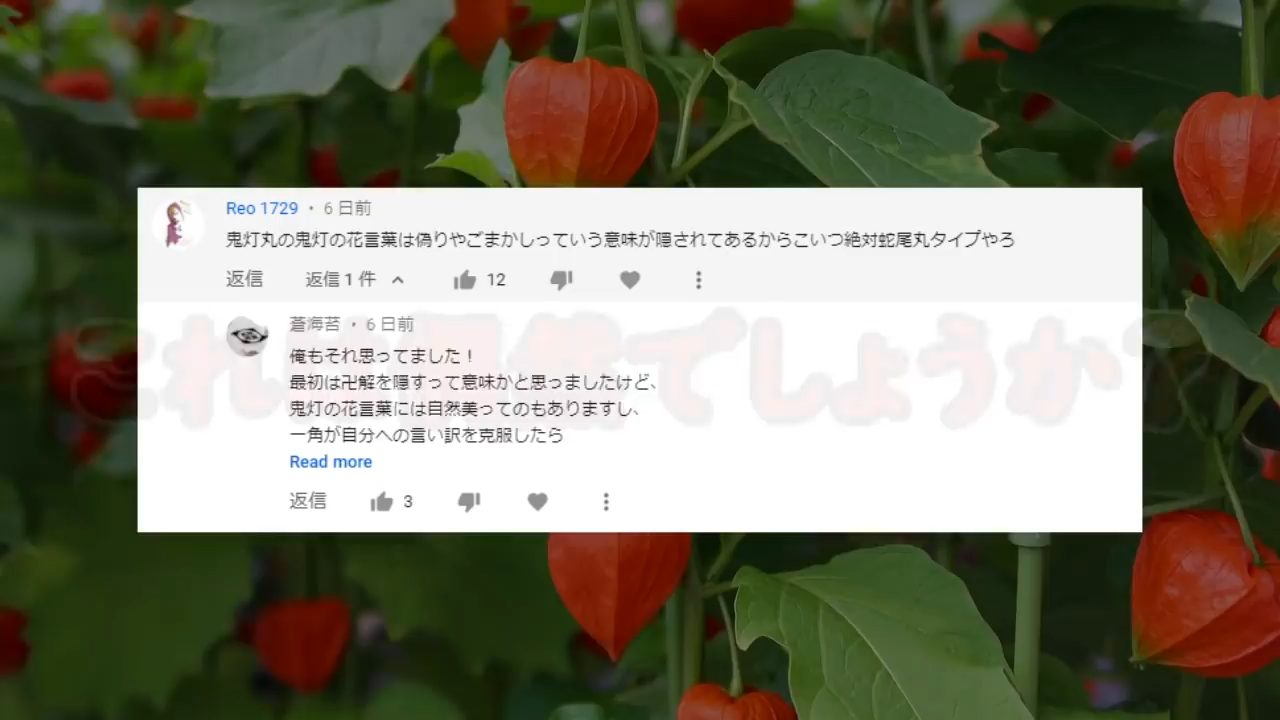 Reo 1729 • 6 日前
鬼灯丸の鬼灯の花言葉は偽りやごまかしっていう意味が隠されてあるからこいつ絶対蛇尾丸タイプやろ
返信 返信 1 件 12
蒼海苔 • 6 日前
俺もそれ思ってました！
最初は卍解を隠すって意味かと思っましたけど、
鬼灯の花言葉には自然美ってのもありますし、
一角が自分への言い訳を克服したら
Read more
返信 3
でしょうか